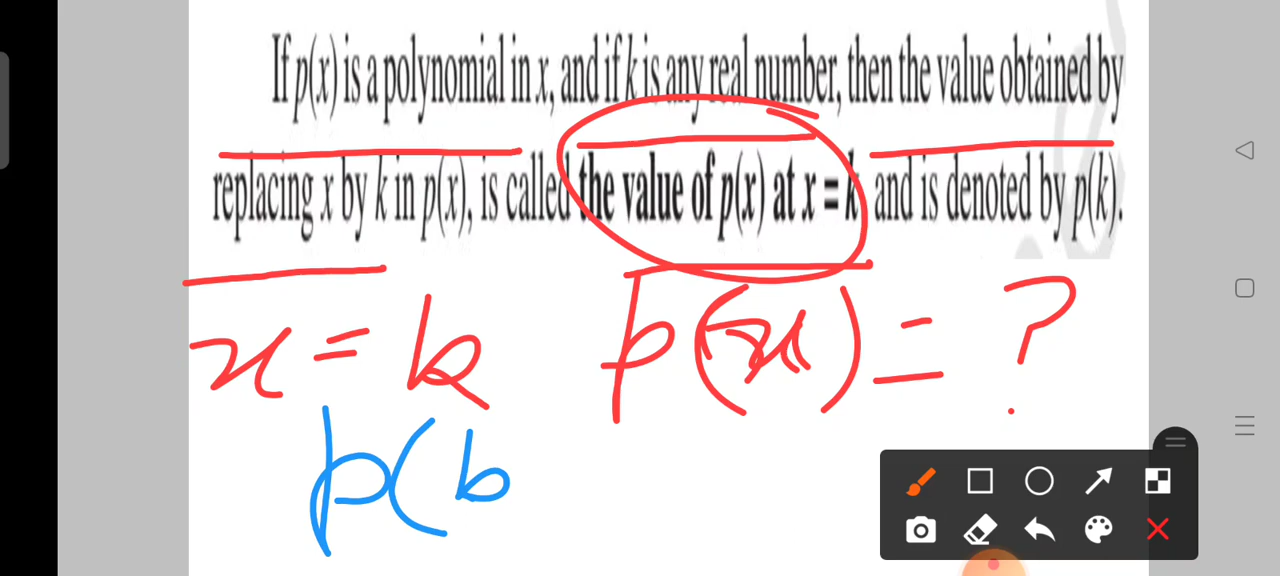 If p(x) is a polynomial in x, and if k is any real number, then the value obtained by
replacing x by k in p(x), is called the value of p(x) at x = k and is denoted by p(k).
x = k p(x) = ?
p(b